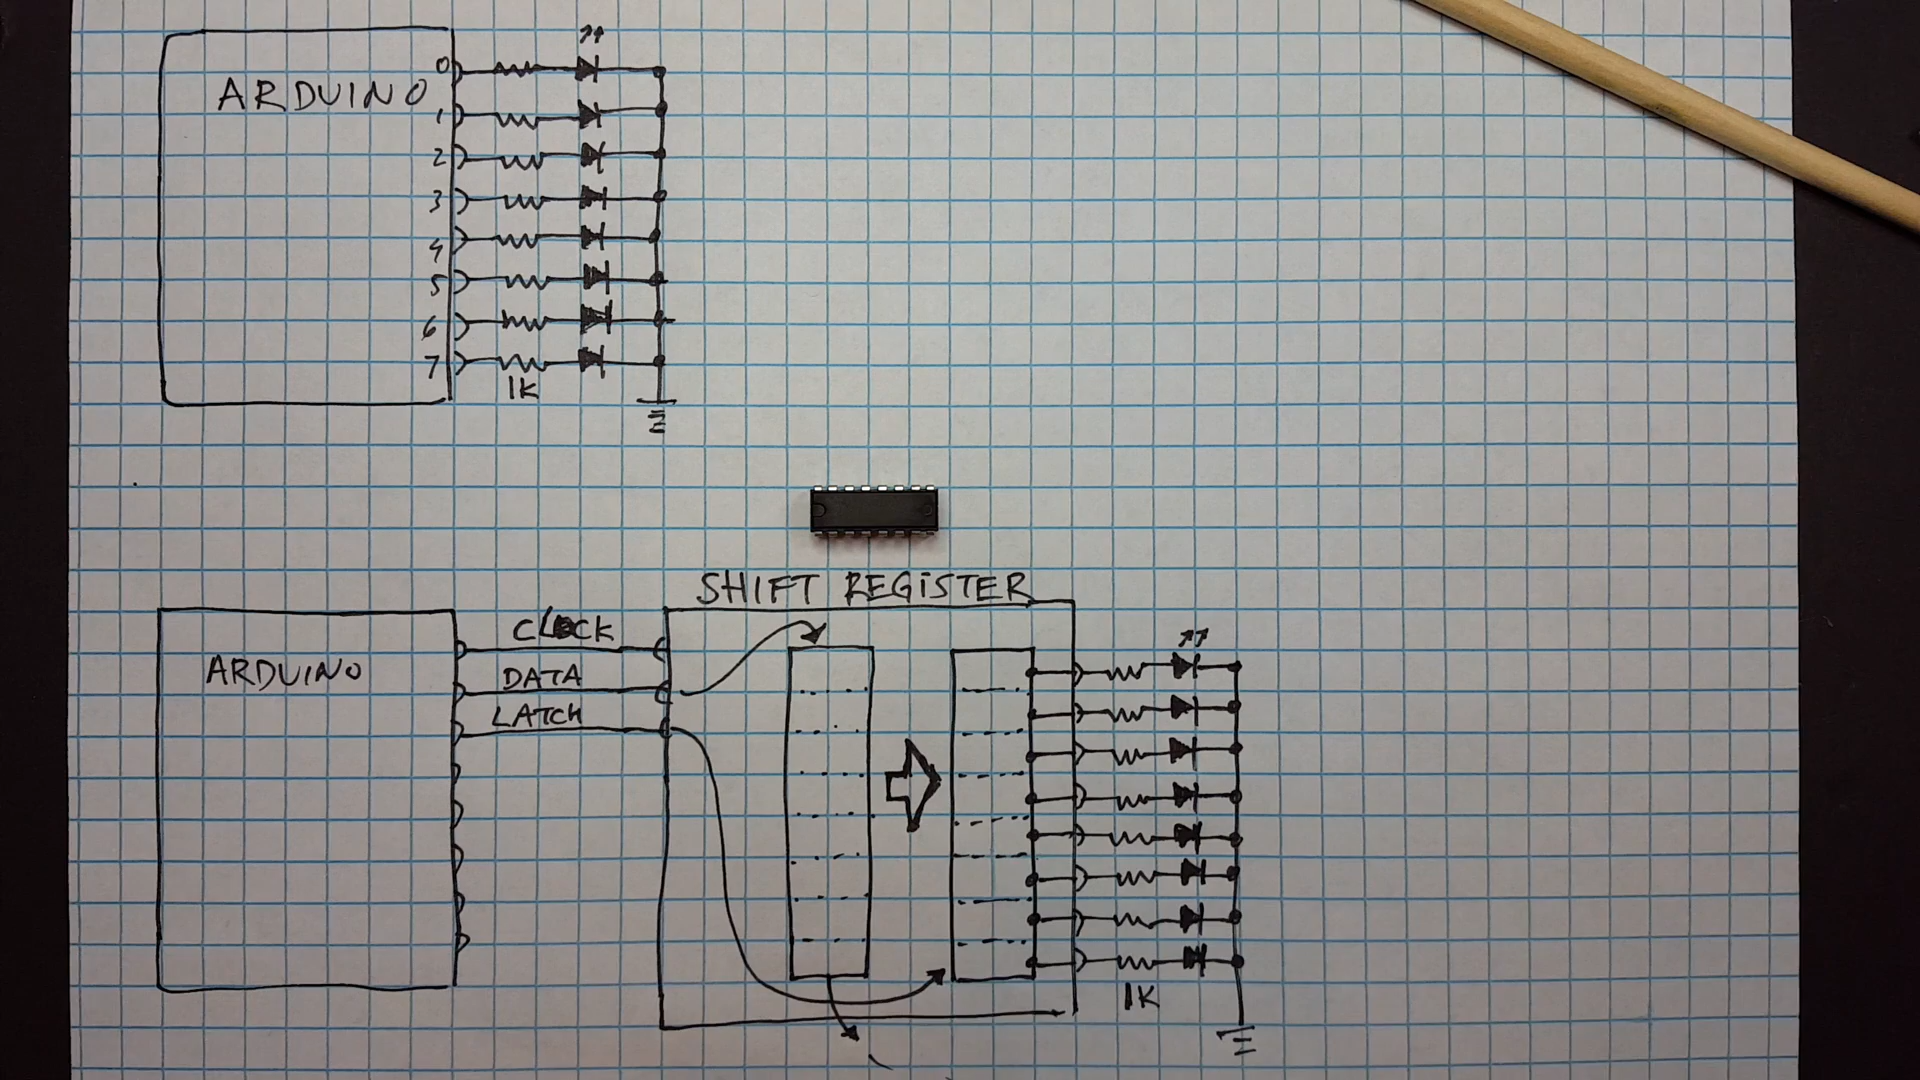 ARDUINO
0
1
2
3
4
5
6
7
1K
SHIFT REGISTER
ARDUINO
CLOCK
DATA
LATCH
1K